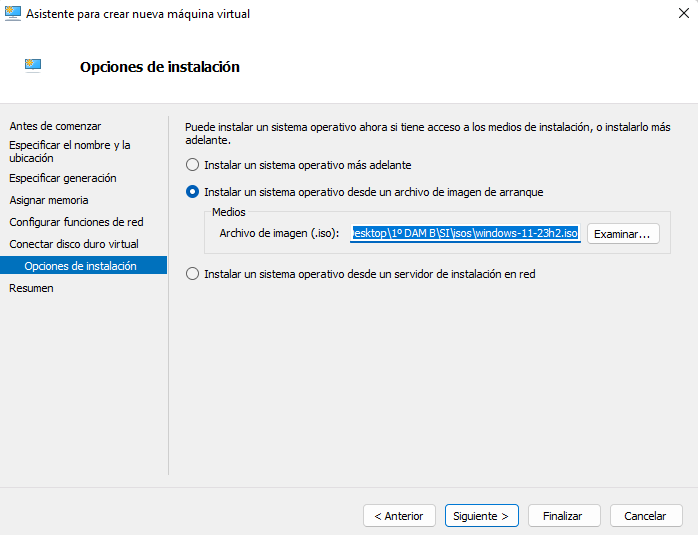 Asistente para crear nueva máquina virtual
Opciones de instalación
Antes de comenzar
Especificar el nombre y la
ubicación
Especificar generación
Asignar memoria
Configurar funciones de red
Conectar disco duro virtual
Opciones de instalación
Resumen
Puede instalar un sistema operativo ahora si tiene acceso a los medios de instalación, o instalarlo más
adelante.
Instalar un sistema operativo más adelante
Instalar un sistema operativo desde un archivo de imagen de arranque
Medios
Archivo de imagen (.iso): esktop\1º DAM B\SI\isos\windows-11-23h2.iso Examinar...
Instalar un sistema operativo desde un servidor de instalación en red
< Anterior Siguiente > Finalizar Cancelar